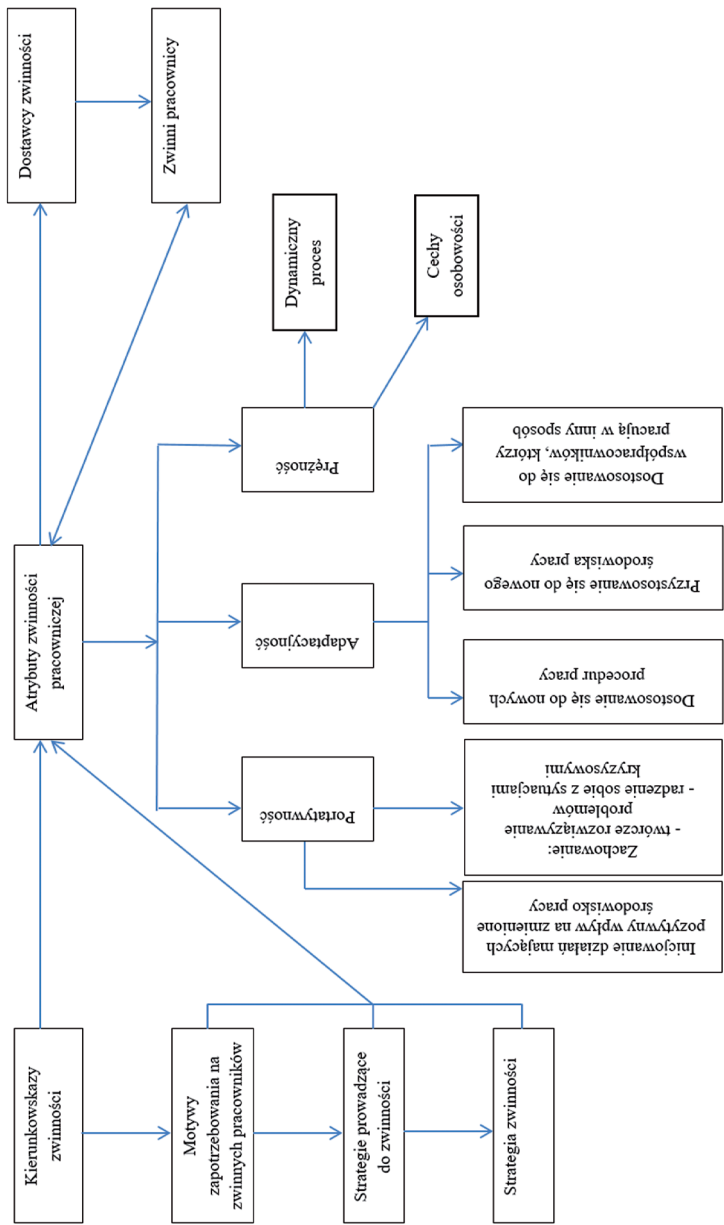 Kierunkowskazy
zwinności
Motywy
zapotrzebowania na
zwinnych pracowników
Strategie prowadzące
do zwinności
Strategia zwinności
Atrybuty zwinności
pracowniczej
Portatywność
Inicjowanie działań mających
pozytywny wpływ na zmienione
środowisko pracy
Zachowanie:
- twórcze rozwiązywanie
problemów
- radzenie sobie z sytuacjami
kryzysowymi
Adaptacyjność
Dostosowanie się do nowych
procedur pracy
Przystosowanie się do nowego
środowiska pracy
Dostosowanie się do
współpracowników, którzy
pracują w inny sposób
Prężność
Dynamiczny
proces
Cechy
osobowości
Dostawcy zwinności
Zwinni pracownicy